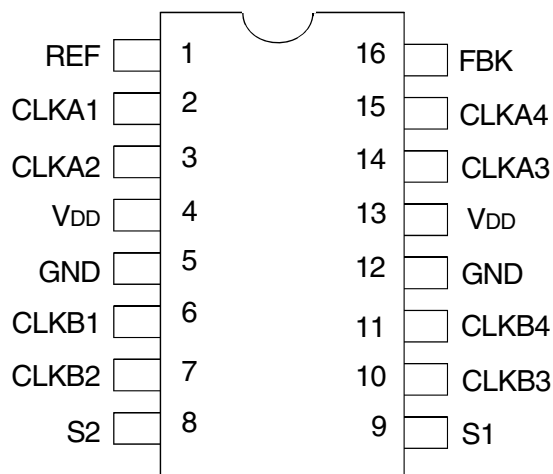 REF 1 16 FBK
CLKA1 2 15 CLKA4
CLKA2 3 14 CLKA3
VDD 4 13 VDD
GND 5 12 GND
CLKB1 6 11 CLKB4
CLKB2 7 10 CLKB3
S2 8 9 S1